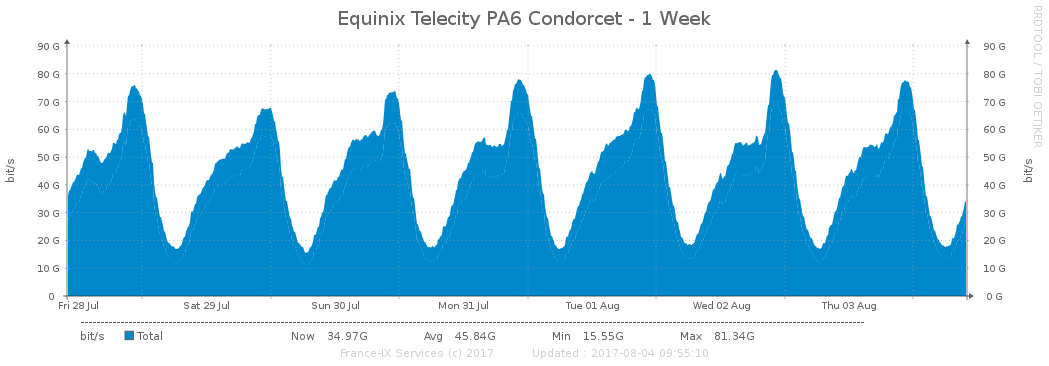 Equinix Telecity PA6 Condorcet - 1 Week
RRDTOOL / TOBI OETIKER
bit/s
90 G 90 G
80 G 80 G
70 G 70 G
60 G 60 G
50 G 50 G
40 G 40 G
30 G 30 G
20 G 20 G
10 G 10 G
0 0 G
bit/s
Fri 28 Jul Sat 29 Jul Sun 30 Jul Mon 31 Jul Tue 01 Aug Wed 02 Aug Thu 03 Aug
bit/s Total Now 34.97G Avg 45.84G Min 15.55G Max 81.34G
France-IX Services (c) 2017 Updated : 2017-08-04 09:55:10